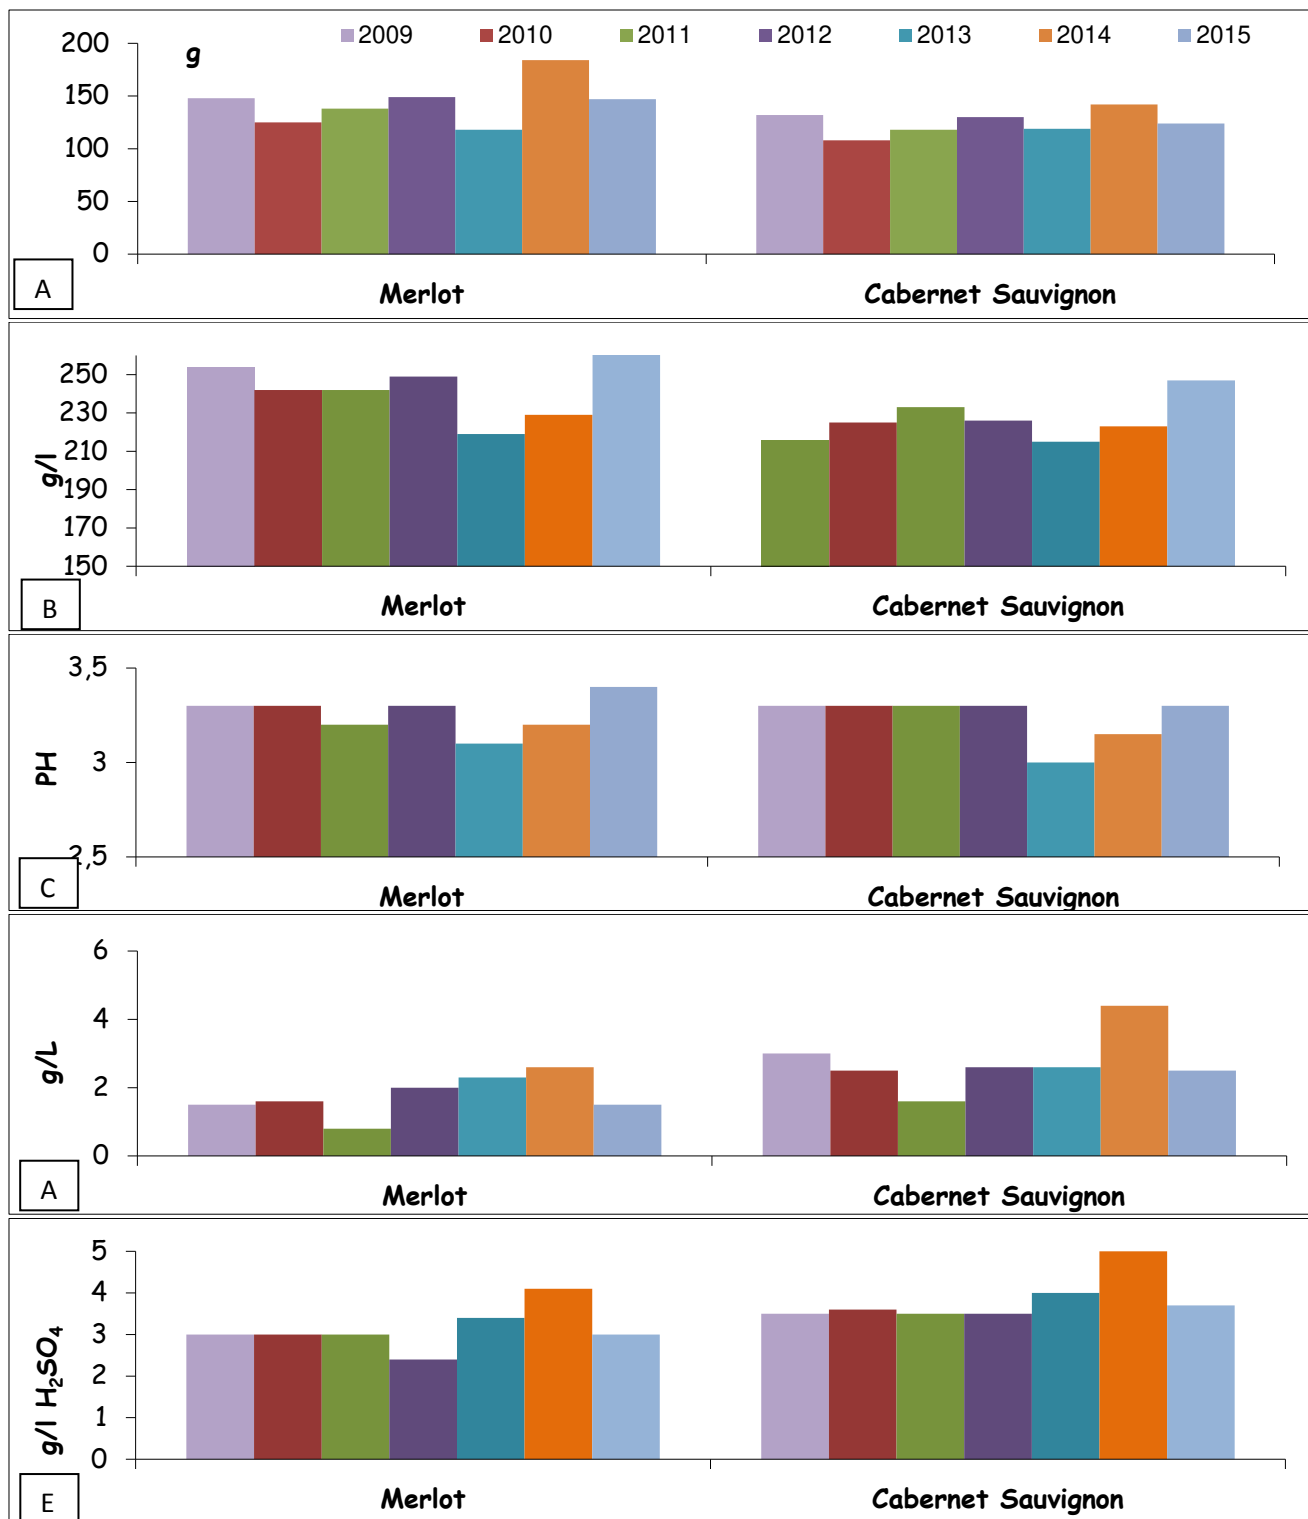 g
2009 2010 2011 2012 2013 2014 2015
200
150
100
50
0
A
Merlot Cabernet Sauvignon
g/l
250
230
210
190
170
150
B
Merlot Cabernet Sauvignon
PH
3,5
3
2,5
C
Merlot Cabernet Sauvignon
g/L
6
4
2
0
A
Merlot Cabernet Sauvignon
g/l H₂SO₄
5
4
3
2
1
0
E
Merlot Cabernet Sauvignon